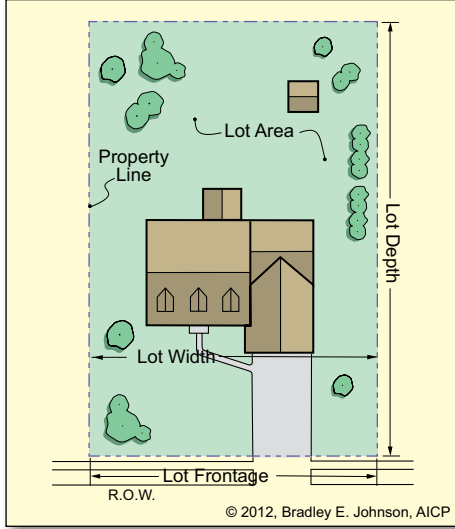 Lot Area
Property
Line
Lot Depth
Lot Width
Lot Frontage
R.O.W.
© 2012, Bradley E. Johnson, AICP